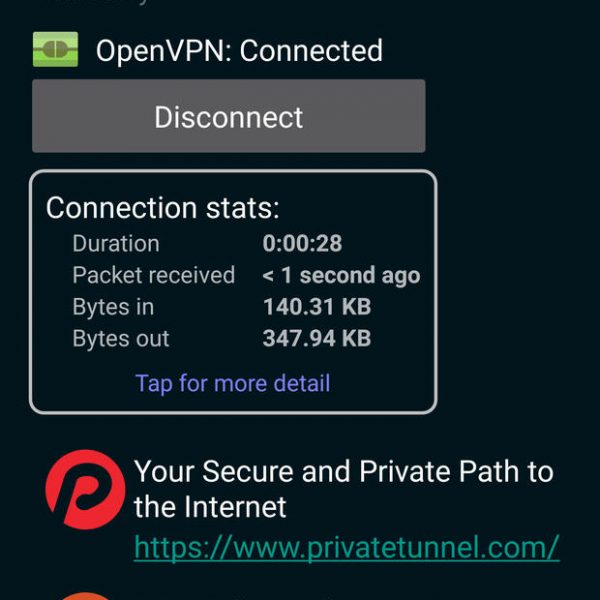 OpenVPN: Connected
Disconnect
Connection stats:
Duration 0:00:28
Packet received < 1 second ago
Bytes in 140.31 KB
Bytes out 347.94 KB
Tap for more detail
Your Secure and Private Path to
the Internet
https://www.privatetunnel.com/